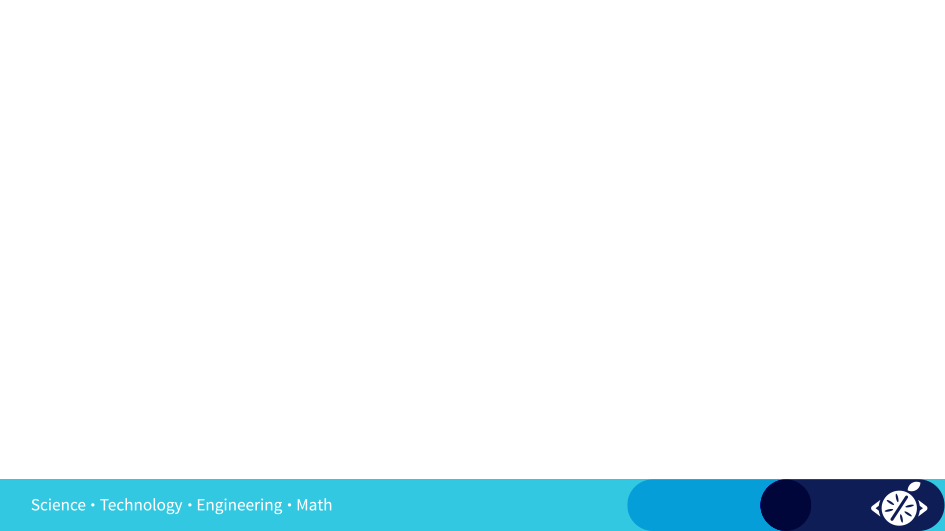 Science • Technology • Engineering • Math